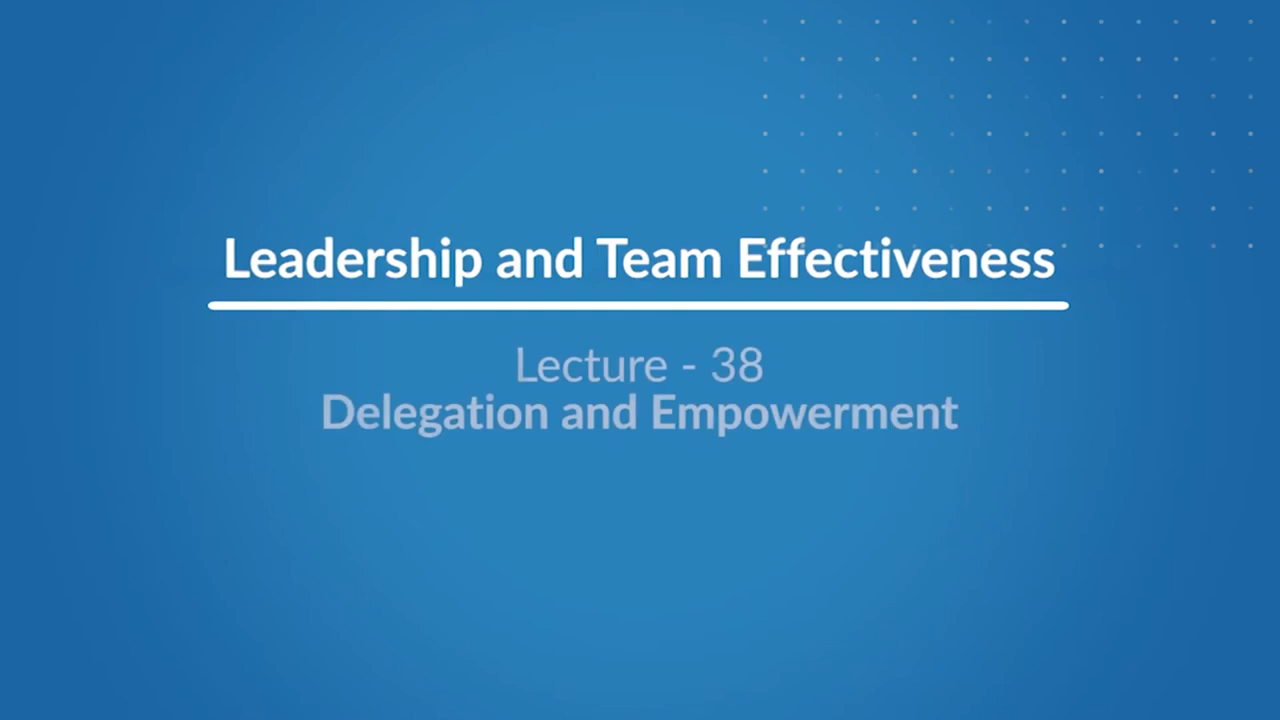 Leadership and Team Effectiveness
Lecture - 38
Delegation and Empowerment